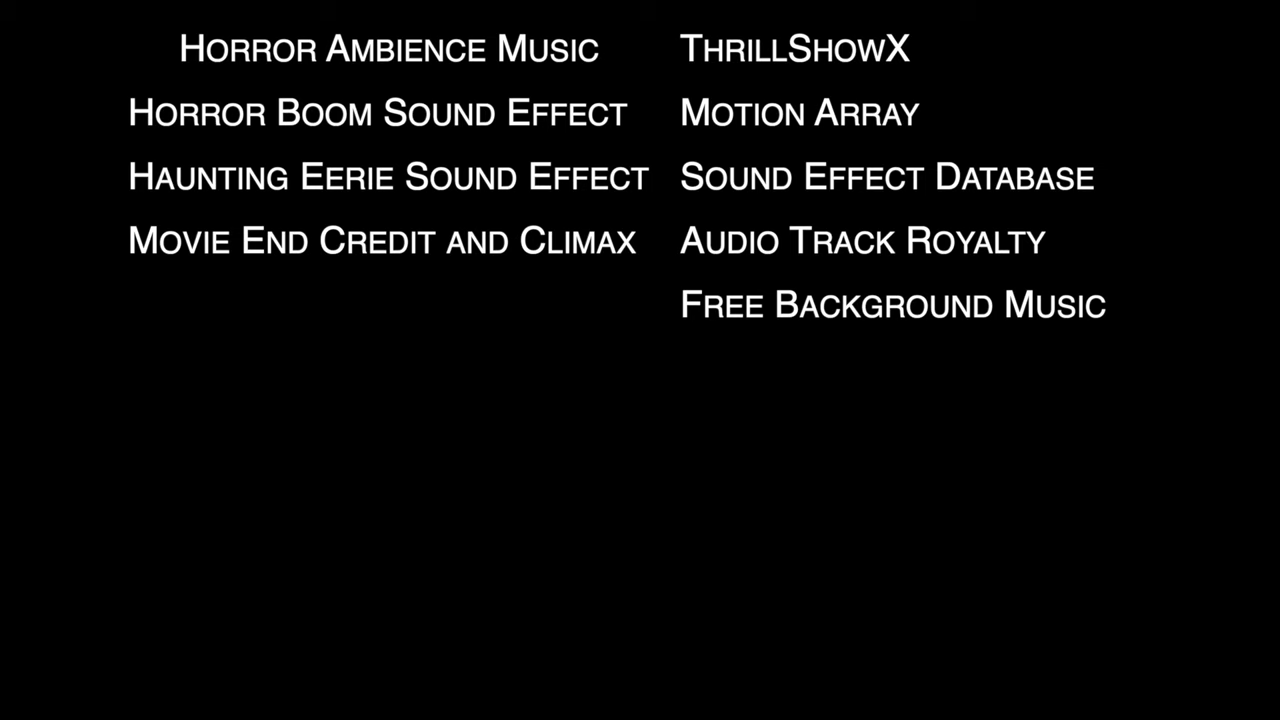 Horror Ambience Music ThrillShowX
Horror Boom Sound Effect Motion Array
Haunting Eerie Sound Effect Sound Effect Database
Movie End Credit and Climax Audio Track Royalty
Free Background Music